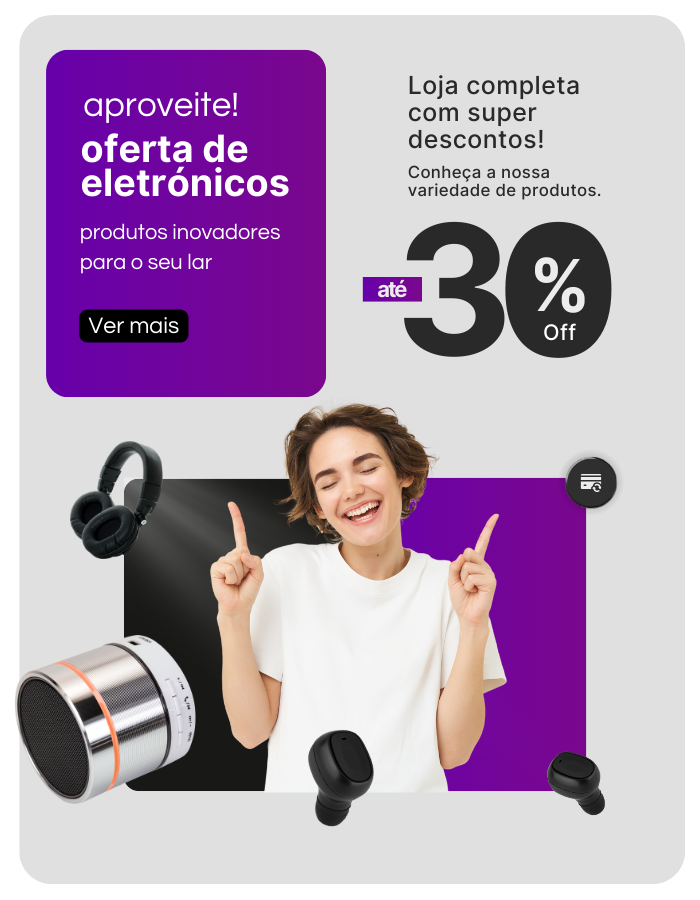 aproveite!
oferta de
eletrónicos
produtos inovadores
para o seu lar
Ver mais
Loja completa
com super
descontos!
Conheça a nossa
variedade de produtos.
até
30
%
Off